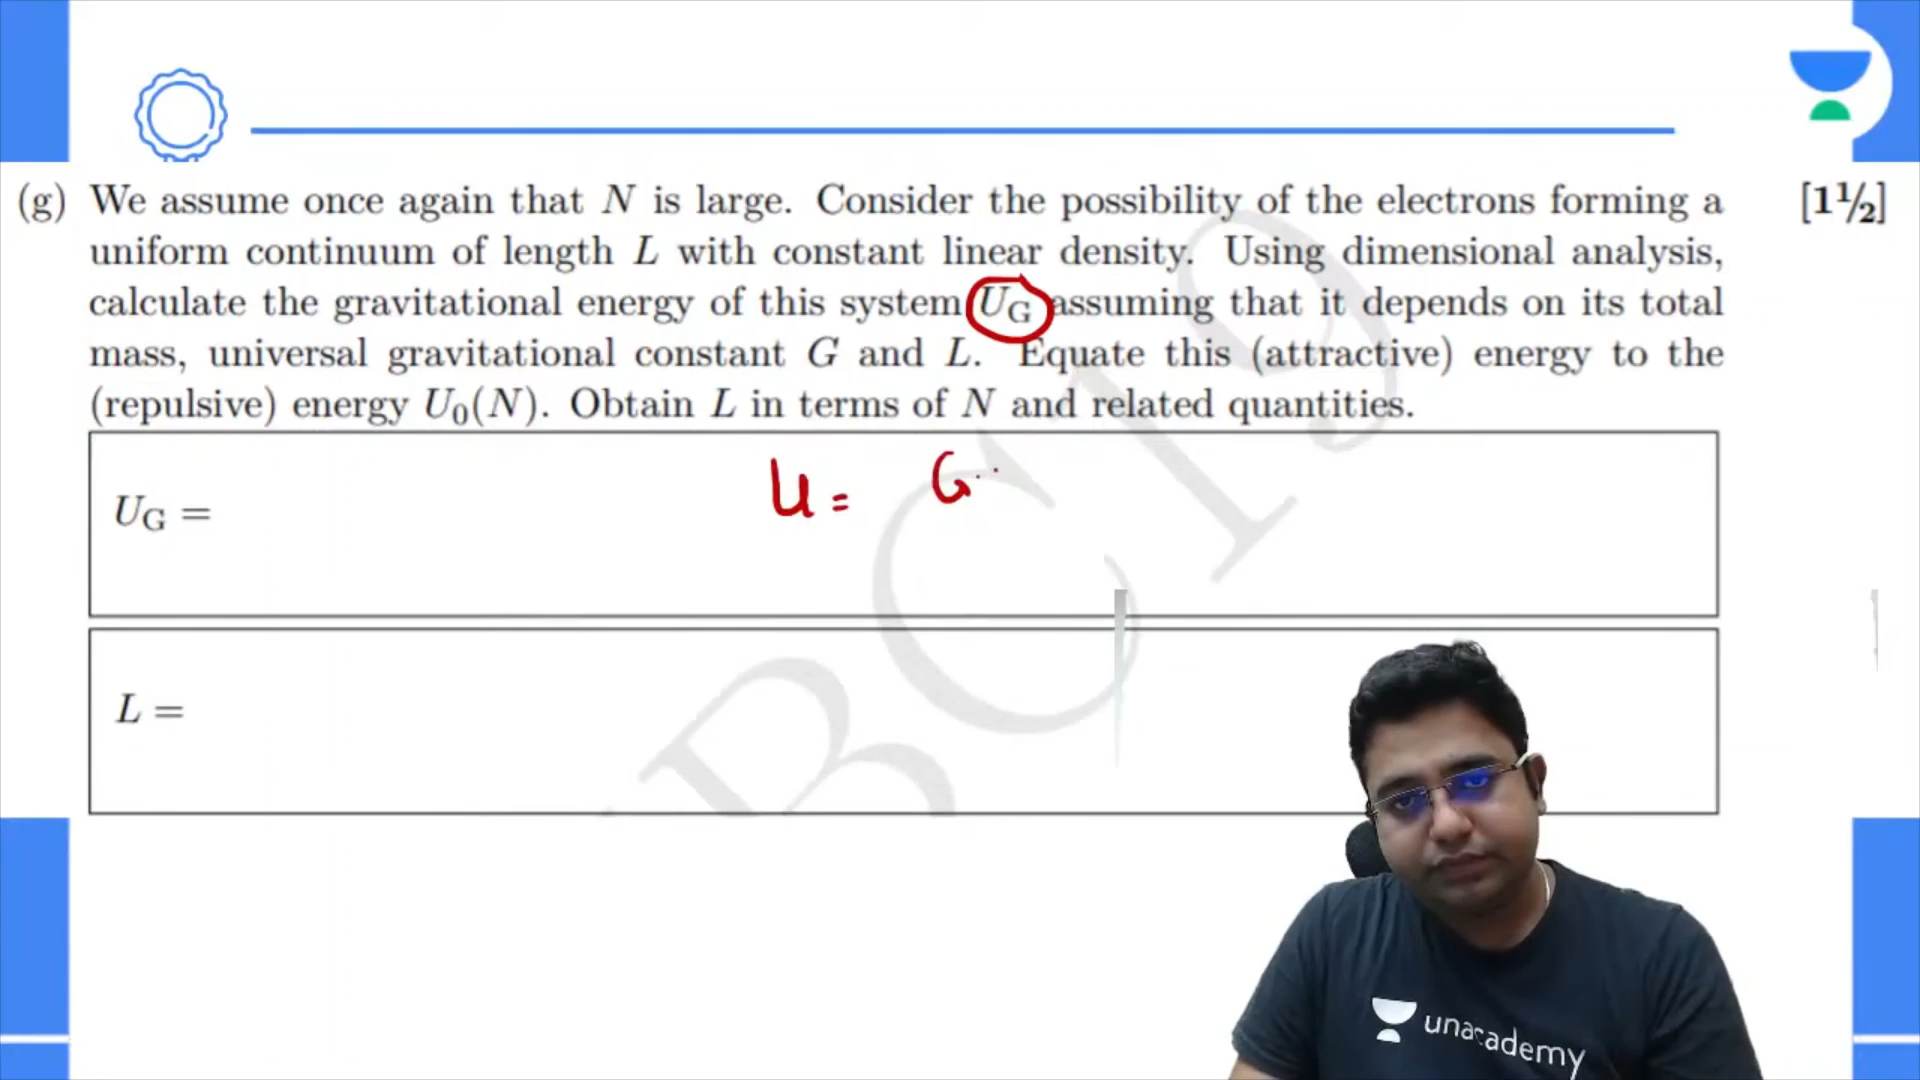 (g) We assume once again that N is large. Consider the possibility of the electrons forming a [1½]
uniform continuum of length L with constant linear density. Using dimensional analysis,
calculate the gravitational energy of this system U_G assuming that it depends on its total
mass, universal gravitational constant G and L. Equate this (attractive) energy to the
(repulsive) energy U₀(N). Obtain L in terms of N and related quantities.
U = G
U_G =
L =
BC19
unacademy